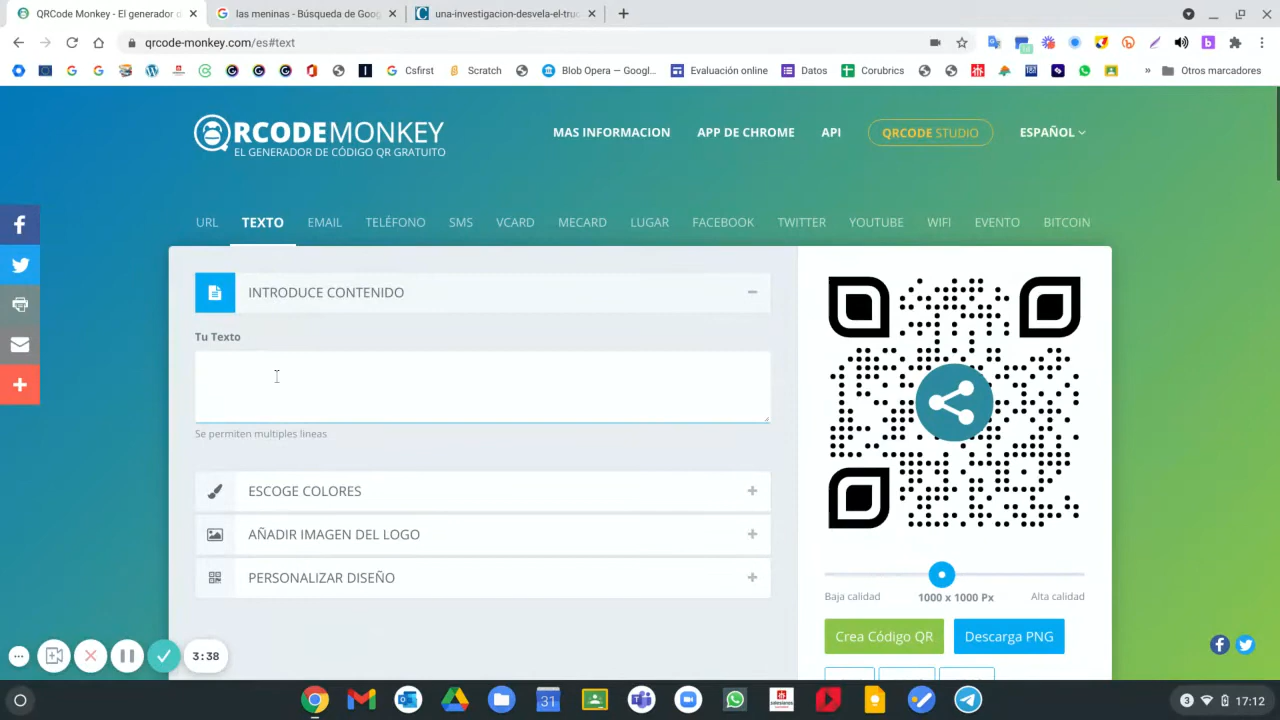 QRCode Monkey - El generador d
las meninas - Búsqueda de Goog
una-investigacion-desvela-el-truc
qrcode-monkey.com/es#text
Csfirst
Scratch
Blob Opera — Googl...
Evaluación online
Datos
Corubrics
»
Otros marcadores
QRCODEMONKEY
EL GENERADOR DE CÓDIGO QR GRATUITO
MAS INFORMACION
APP DE CHROME
API
QRCODE STUDIO
ESPAÑOL
URL
TEXTO
EMAIL
TELÉFONO
SMS
VCARD
MECARD
LUGAR
FACEBOOK
TWITTER
YOUTUBE
WIFI
EVENTO
BITCOIN
INTRODUCE CONTENIDO
Tu Texto
Se permiten multiples lineas
ESCOGE COLORES
AÑADIR IMAGEN DEL LOGO
PERSONALIZAR DISEÑO
Baja calidad
1000 x 1000 Px
Alta calidad
Crea Código QR
Descarga PNG
3:38
31
3
17:12